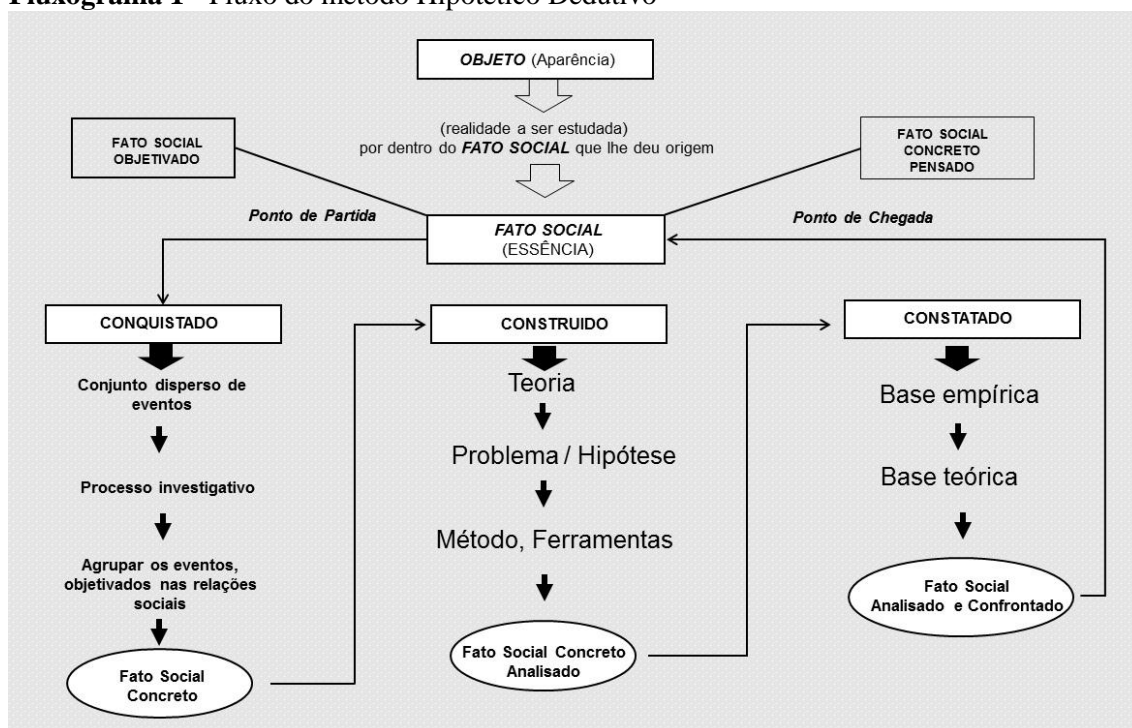 Fluxograma 1 - Fluxo do método Hipotético Dedutivo
OBJETO (Aparência)
(realidade a ser estudada)
por dentro do FATO SOCIAL que lhe deu origem
FATO SOCIAL
OBJETIVADO
FATO SOCIAL
CONCRETO
PENSADO
Ponto de Partida
FATO SOCIAL
(ESSÊNCIA)
Ponto de Chegada
CONQUISTADO
Conjunto disperso de
eventos
Processo investigativo
Agrupar os eventos,
objetivados nas relações
sociais
Fato Social
Concreto
CONSTRUIDO
Teoria
Problema / Hipótese
Método, Ferramentas
Fato Social Concreto
Analisado
CONSTATADO
Base empírica
Base teórica
Fato Social
Analisado e Confrontado